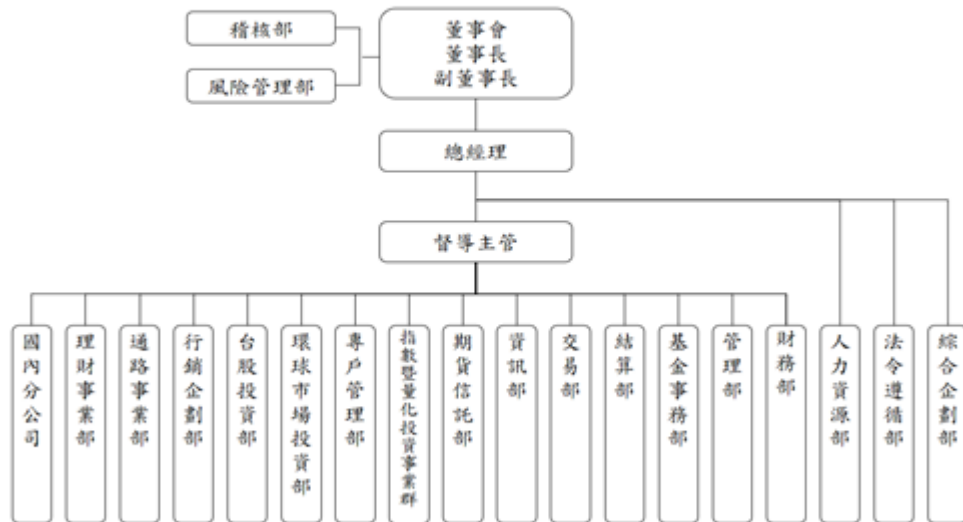 稽核部
風險管理部
董事會
董事長
副董事長
總經理
督導主管
國內分公司
理財事業部
通路事業部
行銷企劃部
台股投資部
環球市場投資部
專戶管理部
指數暨量化投資事業群
期貨信託部
資訊部
交易部
結算部
基金事務部
管理部
財務部
人力資源部
法令遵循部
綜合企劃部